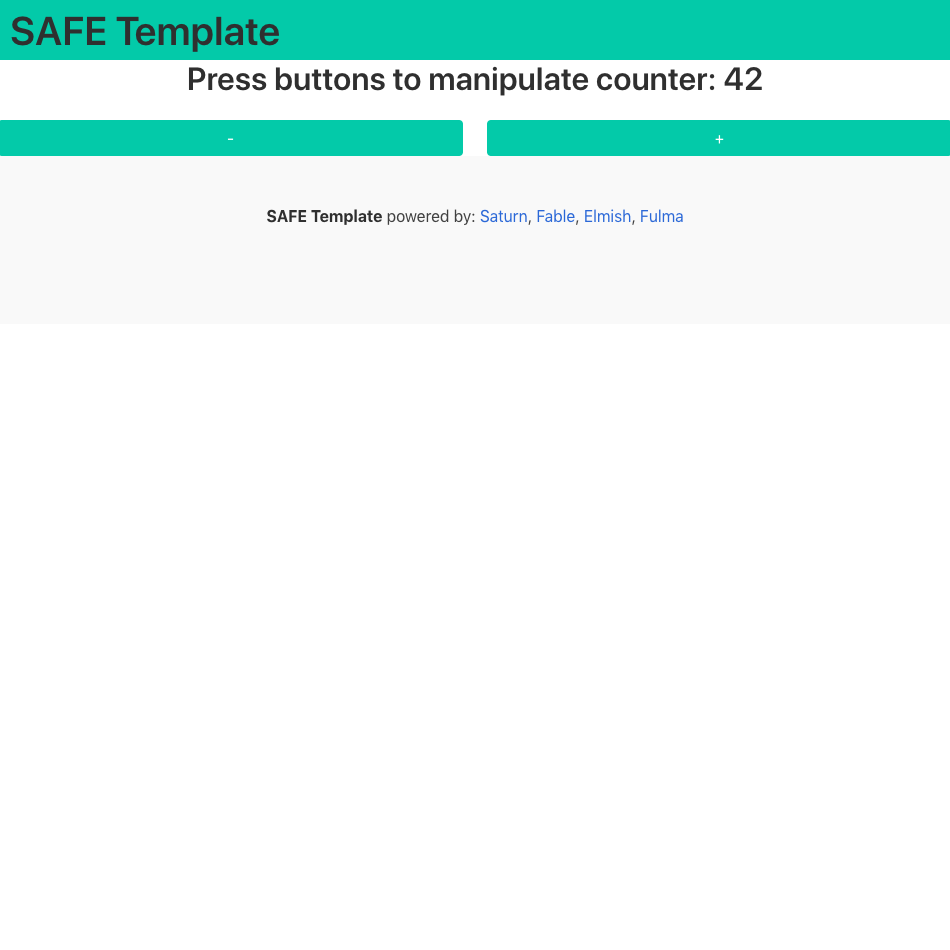 SAFE Template
Press buttons to manipulate counter: 42
- +
SAFE Template powered by: Saturn, Fable, Elmish, Fulma